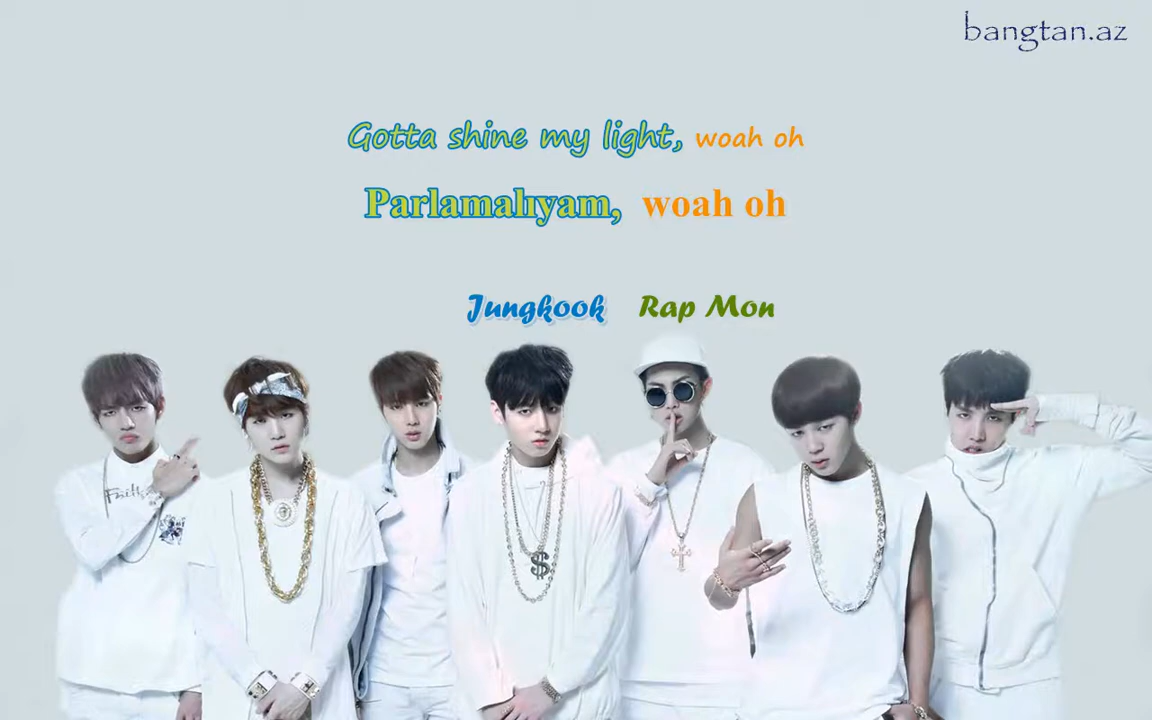 bangtan.az
Gotta shine my light, woah oh
Parlamalıyam, woah oh
Jungkook Rap Mon